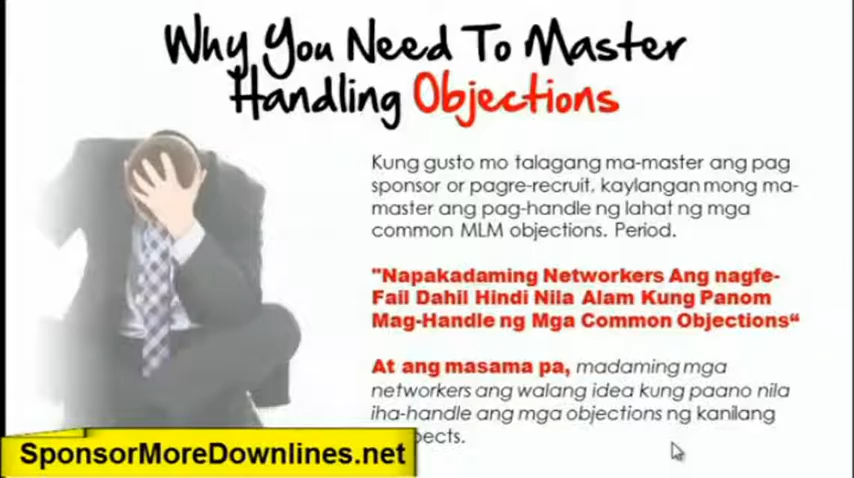 Why You Need To Master
Handling Objections
Kung gusto mo talagang ma-master ang pag
sponsor or pagre-recruit, kaylangan mong ma-
master ang pag-handle ng lahat ng mga
common MLM objections. Period.
"Napakadaming Networkers Ang nagfe-
Fail Dahil Hindi Nila Alam Kung Panom
Mag-Handle ng Mga Common Objections“
At ang masama pa, madaming mga
networkers ang walang idea kung paano nila
iha-handle ang mga objections ng kanilang
SponsorMoreDownlines.net